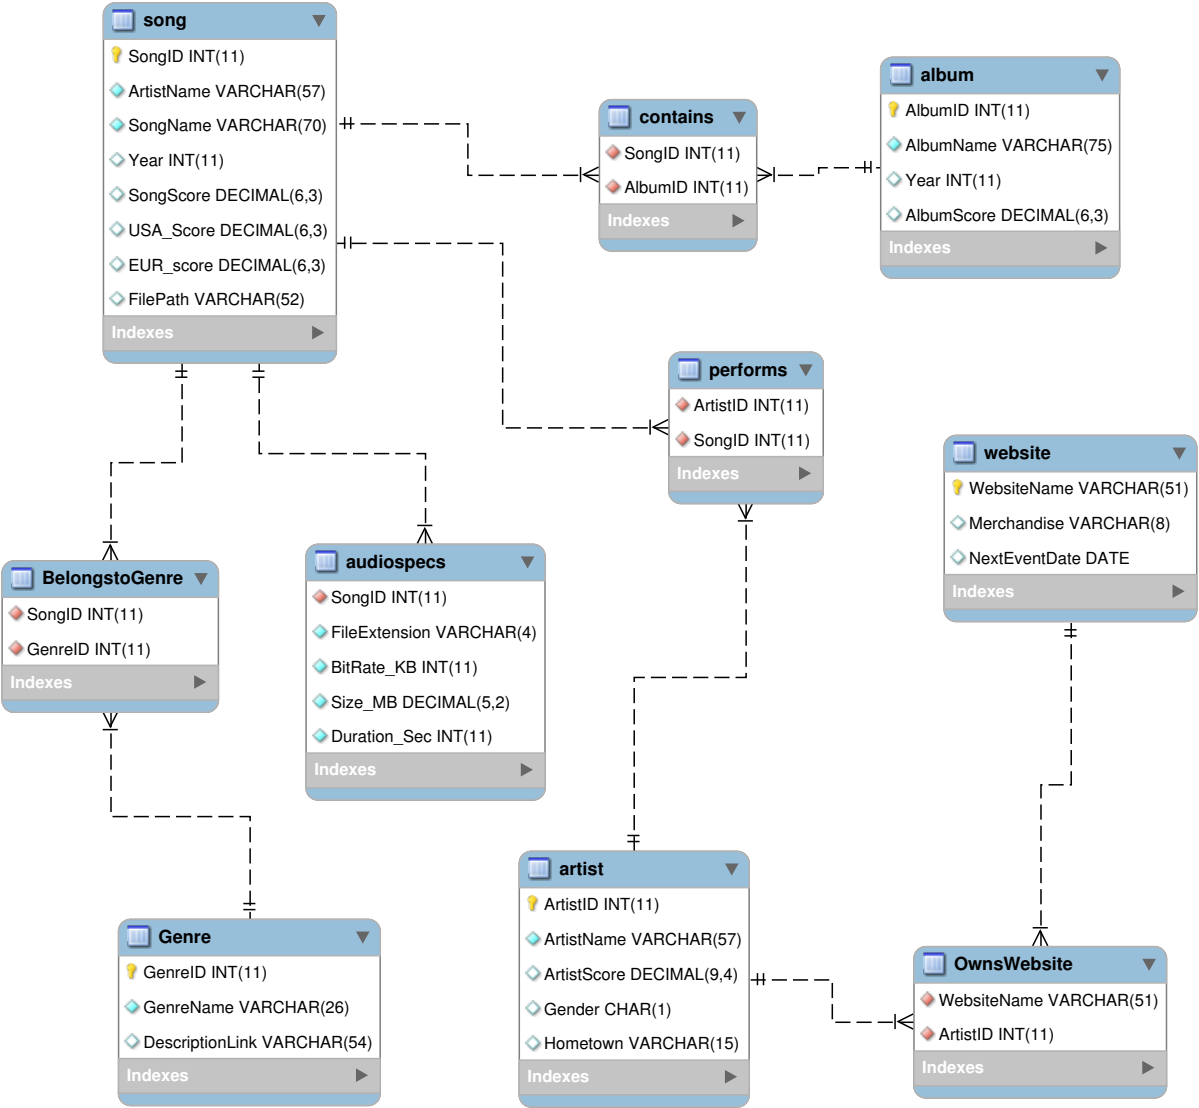 song
SongID INT(11)
ArtistName VARCHAR(57)
SongName VARCHAR(70)
Year INT(11)
SongScore DECIMAL(6,3)
USA_Score DECIMAL(6,3)
EUR_score DECIMAL(6,3)
FilePath VARCHAR(52)
Indexes
contains
SongID INT(11)
AlbumID INT(11)
Indexes
album
AlbumID INT(11)
AlbumName VARCHAR(75)
Year INT(11)
AlbumScore DECIMAL(6,3)
Indexes
performs
ArtistID INT(11)
SongID INT(11)
Indexes
website
WebsiteName VARCHAR(51)
Merchandise VARCHAR(8)
NextEventDate DATE
Indexes
BelongstoGenre
SongID INT(11)
GenreID INT(11)
Indexes
audiospecs
SongID INT(11)
FileExtension VARCHAR(4)
BitRate_KB INT(11)
Size_MB DECIMAL(5,2)
Duration_Sec INT(11)
Indexes
Genre
GenreID INT(11)
GenreName VARCHAR(26)
DescriptionLink VARCHAR(54)
Indexes
artist
ArtistID INT(11)
ArtistName VARCHAR(57)
ArtistScore DECIMAL(9,4)
Gender CHAR(1)
Hometown VARCHAR(15)
Indexes
OwnsWebsite
WebsiteName VARCHAR(51)
ArtistID INT(11)
Indexes